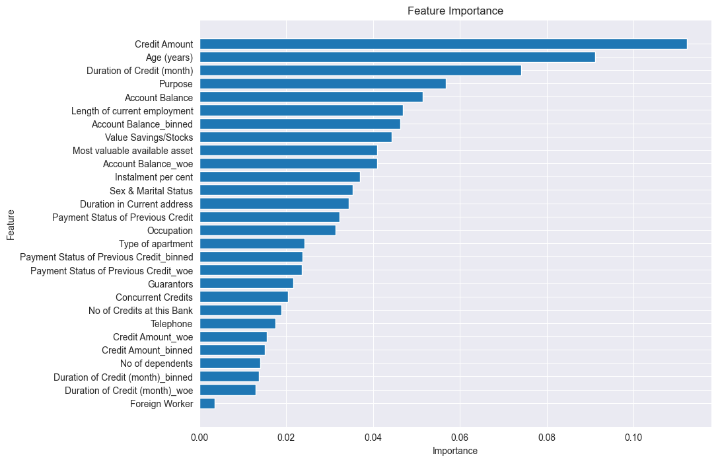 Feature Importance
Credit Amount
Age (years)
Duration of Credit (month)
Purpose
Account Balance
Length of current employment
Account Balance_binned
Value Savings/Stocks
Most valuable available asset
Account Balance_woe
Instalment per cent
Sex & Marital Status
Duration in Current address
Payment Status of Previous Credit
Occupation
Type of apartment
Payment Status of Previous Credit_binned
Payment Status of Previous Credit_woe
Guarantors
Concurrent Credits
No of Credits at this Bank
Telephone
Credit Amount_woe
Credit Amount_binned
No of dependents
Duration of Credit (month)_binned
Duration of Credit (month)_woe
Foreign Worker
Feature
0.00 0.02 0.04 0.06 0.08 0.10
Importance